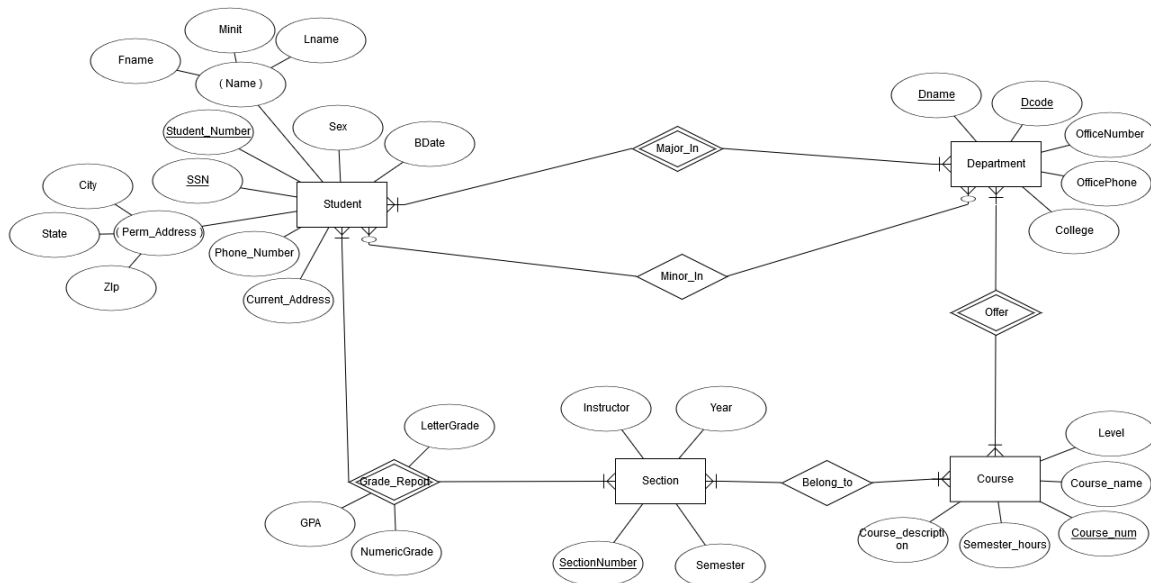 Minit
Lname
Fname
( Name )
Dname
Dcode
Student_Number
Sex
BDate
OfficeNumber
Major_In
Department
City
SSN
OfficePhone
Student
State
( Perm_Address )
College
Phone_Number
Minor_In
ZIp
Current_Address
Offer
Instructor
Year
LetterGrade
Level
Grade_Report
Section
Belong_to
Course
Course_name
GPA
Course_descripti
on
Semester_hours
Course_num
NumericGrade
SectionNumber
Semester